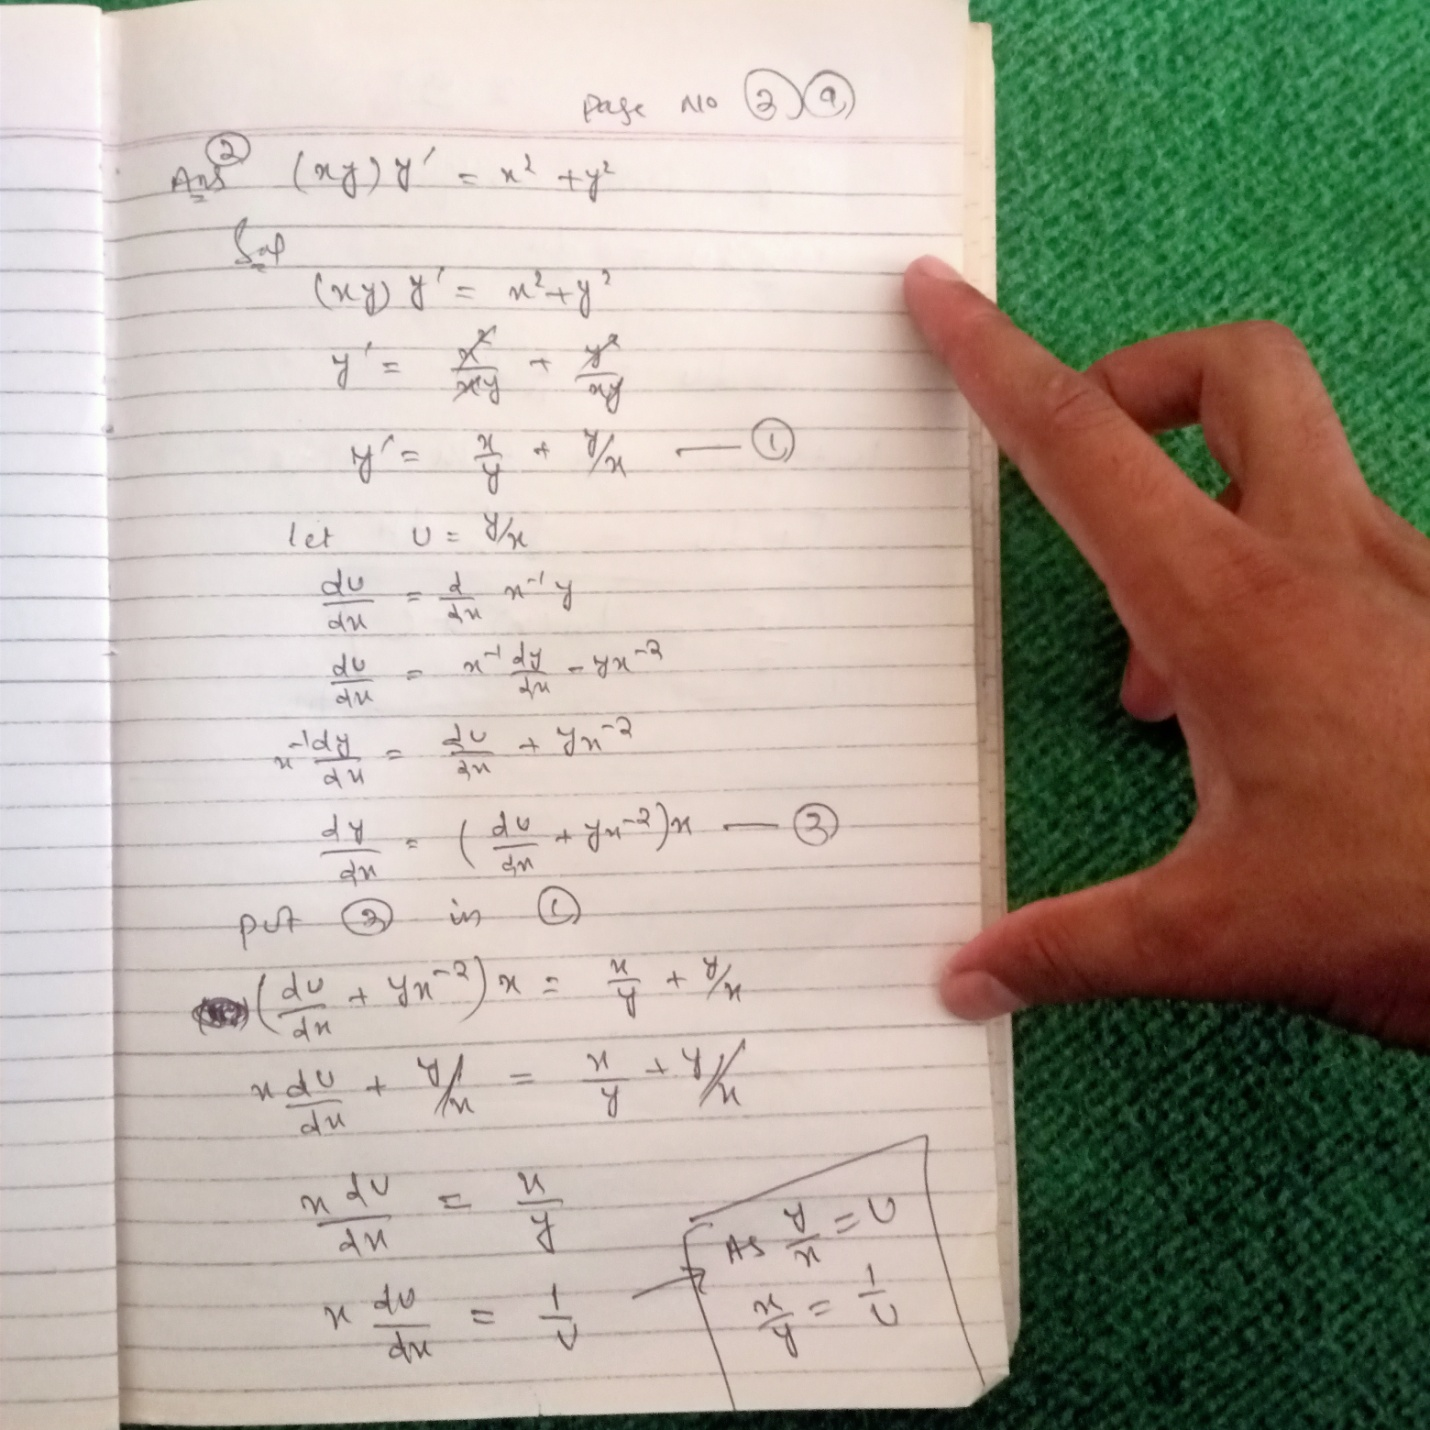 Page No ② ⓐ
Ans ② (xy) y' = x² + y²
Sol
(xy) y' = x² + y²
y' = x²/xy + y²/xy
y' = x/y + y/x — ①
let U = y/x
dU/dx = d/dx x⁻¹ y
dU/dx = x⁻¹ dy/dx - yx⁻²
x⁻¹ dy/dx = dU/dx + yx⁻²
dy/dx = (dU/dx + yx⁻²)x — ②
put ② in ①
(dU/dx + yx⁻²) x = x/y + y/x
x dU/dx + y/x = x/y + y/x
x dU/dx = x/y
x dU/dx = 1/U
As y/x = U
x/y = 1/U